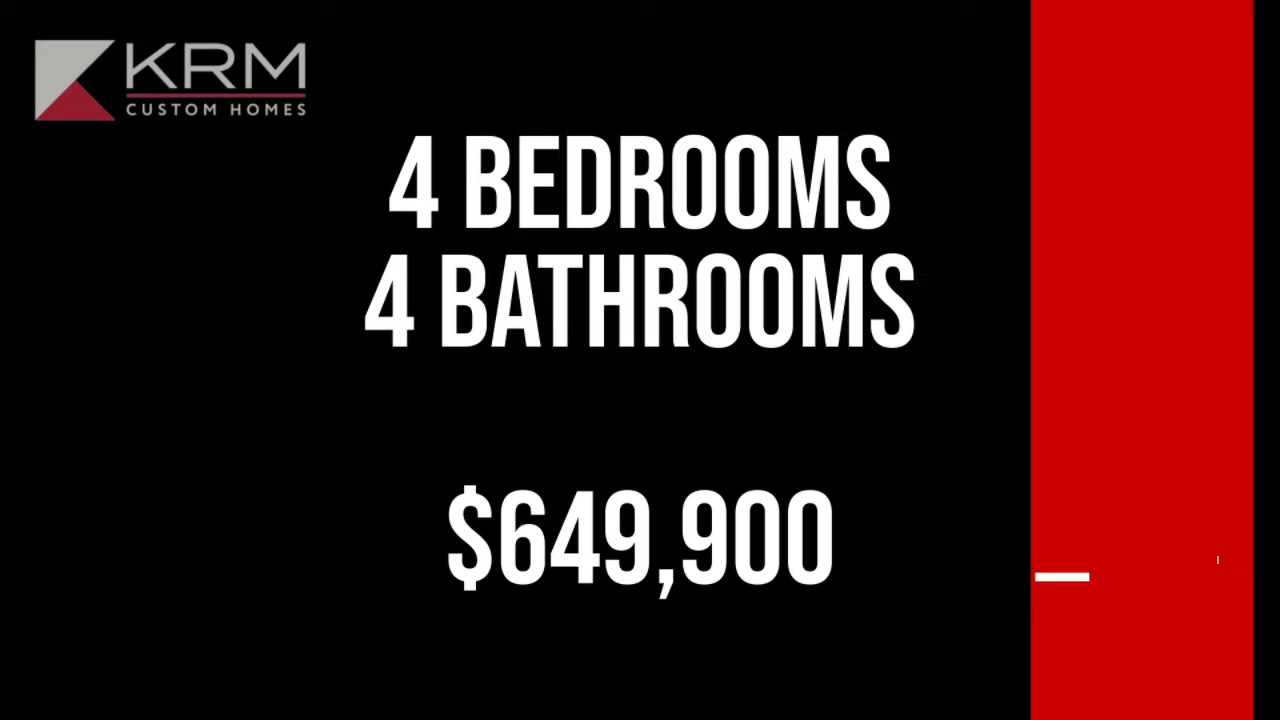 KRM
CUSTOM HOMES
4 BEDROOMS
4 BATHROOMS
$649,900